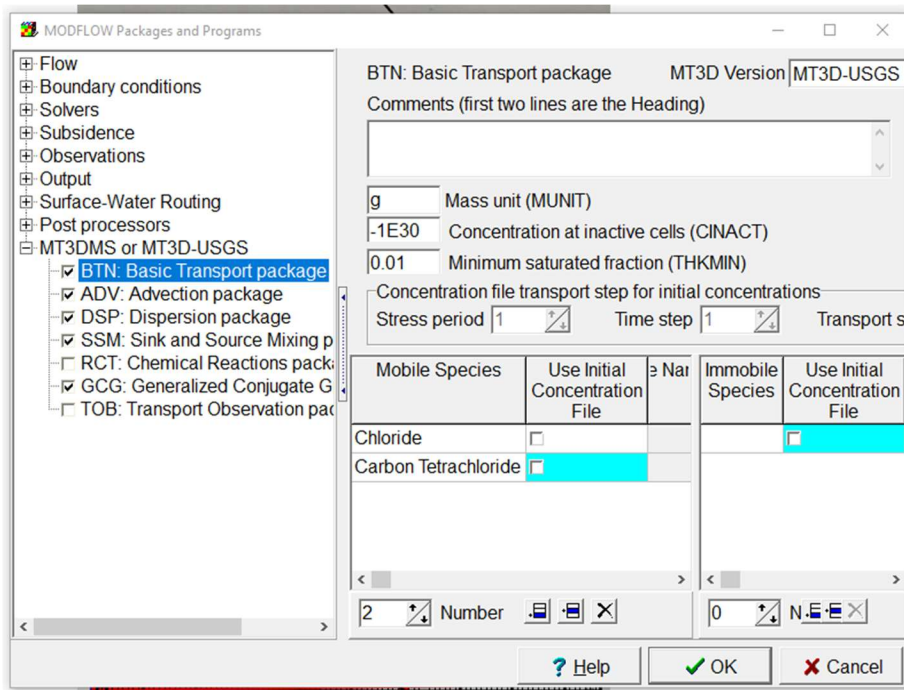 MODFLOW Packages and Programs
Flow
Boundary conditions
Solvers
Subsidence
Observations
Output
Surface-Water Routing
Post processors
MT3DMS or MT3D-USGS
BTN: Basic Transport package
ADV: Advection package
DSP: Dispersion package
SSM: Sink and Source Mixing p
RCT: Chemical Reactions pack
GCG: Generalized Conjugate G
TOB: Transport Observation pac
BTN: Basic Transport package MT3D Version MT3D-USGS
Comments (first two lines are the Heading)
g Mass unit (MUNIT)
-1E30 Concentration at inactive cells (CINACT)
0.01 Minimum saturated fraction (THKMIN)
Concentration file transport step for initial concentrations
Stress period 1 Time step 1 Transport s
Mobile Species Use Initial Concentration File e Nar
Chloride
Carbon Tetrachloride
2 Number
Immobile Species Use Initial Concentration File
0 N
Help OK Cancel